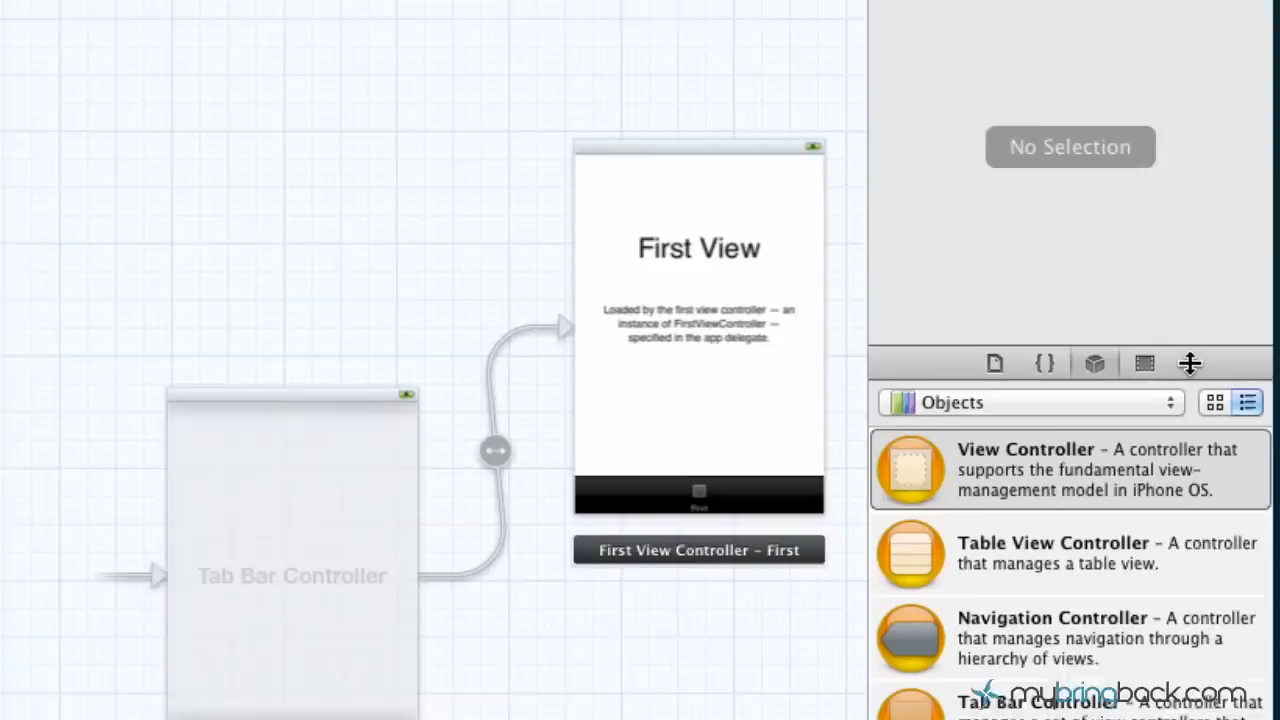 No Selection
First View
Loaded by the first view controller — an
instance of FirstViewController —
specified in the app delegate.
First
First View Controller – First
Tab Bar Controller
{ }
Objects
View Controller – A controller that
supports the fundamental view-
management model in iPhone OS.
Table View Controller – A controller
that manages a table view.
Navigation Controller – A controller
that manages navigation through a
hierarchy of views.
Tab Bar Controller – A controller that
mybringback.com